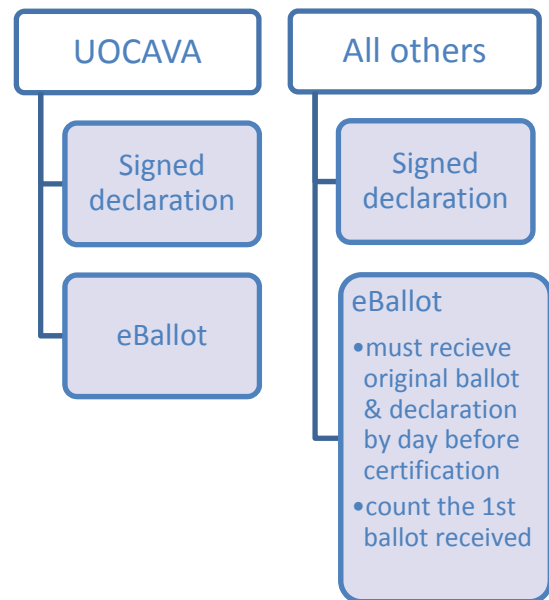 UOCAVA
Signed
declaration
eBallot
All others
Signed
declaration
eBallot
•must recieve
original ballot
& declaration
by day before
certification
•count the 1st
ballot received